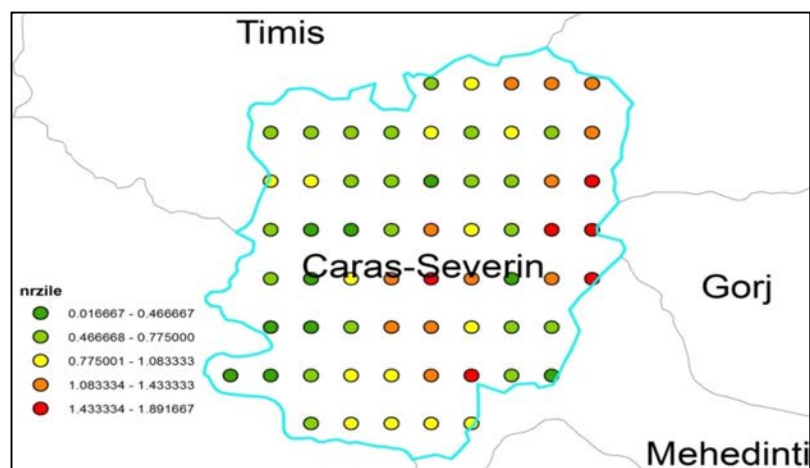 Timis
Caras-Severin
Gorj
Mehedinti
nrzile
0.016667 - 0.466667
0.466668 - 0.775000
0.775001 - 1.083333
1.083334 - 1.433333
1.433334 - 1.891667